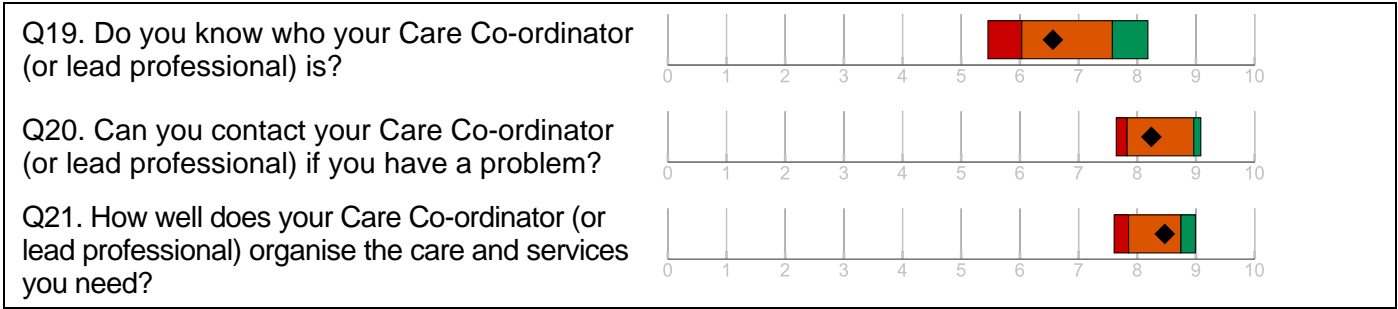 Q19. Do you know who your Care Co-ordinator
(or lead professional) is?
0 1 2 3 4 5 6 7 8 9 10
Q20. Can you contact your Care Co-ordinator
(or lead professional) if you have a problem?
0 1 2 3 4 5 6 7 8 9 10
Q21. How well does your Care Co-ordinator (or
lead professional) organise the care and services
you need?
0 1 2 3 4 5 6 7 8 9 10